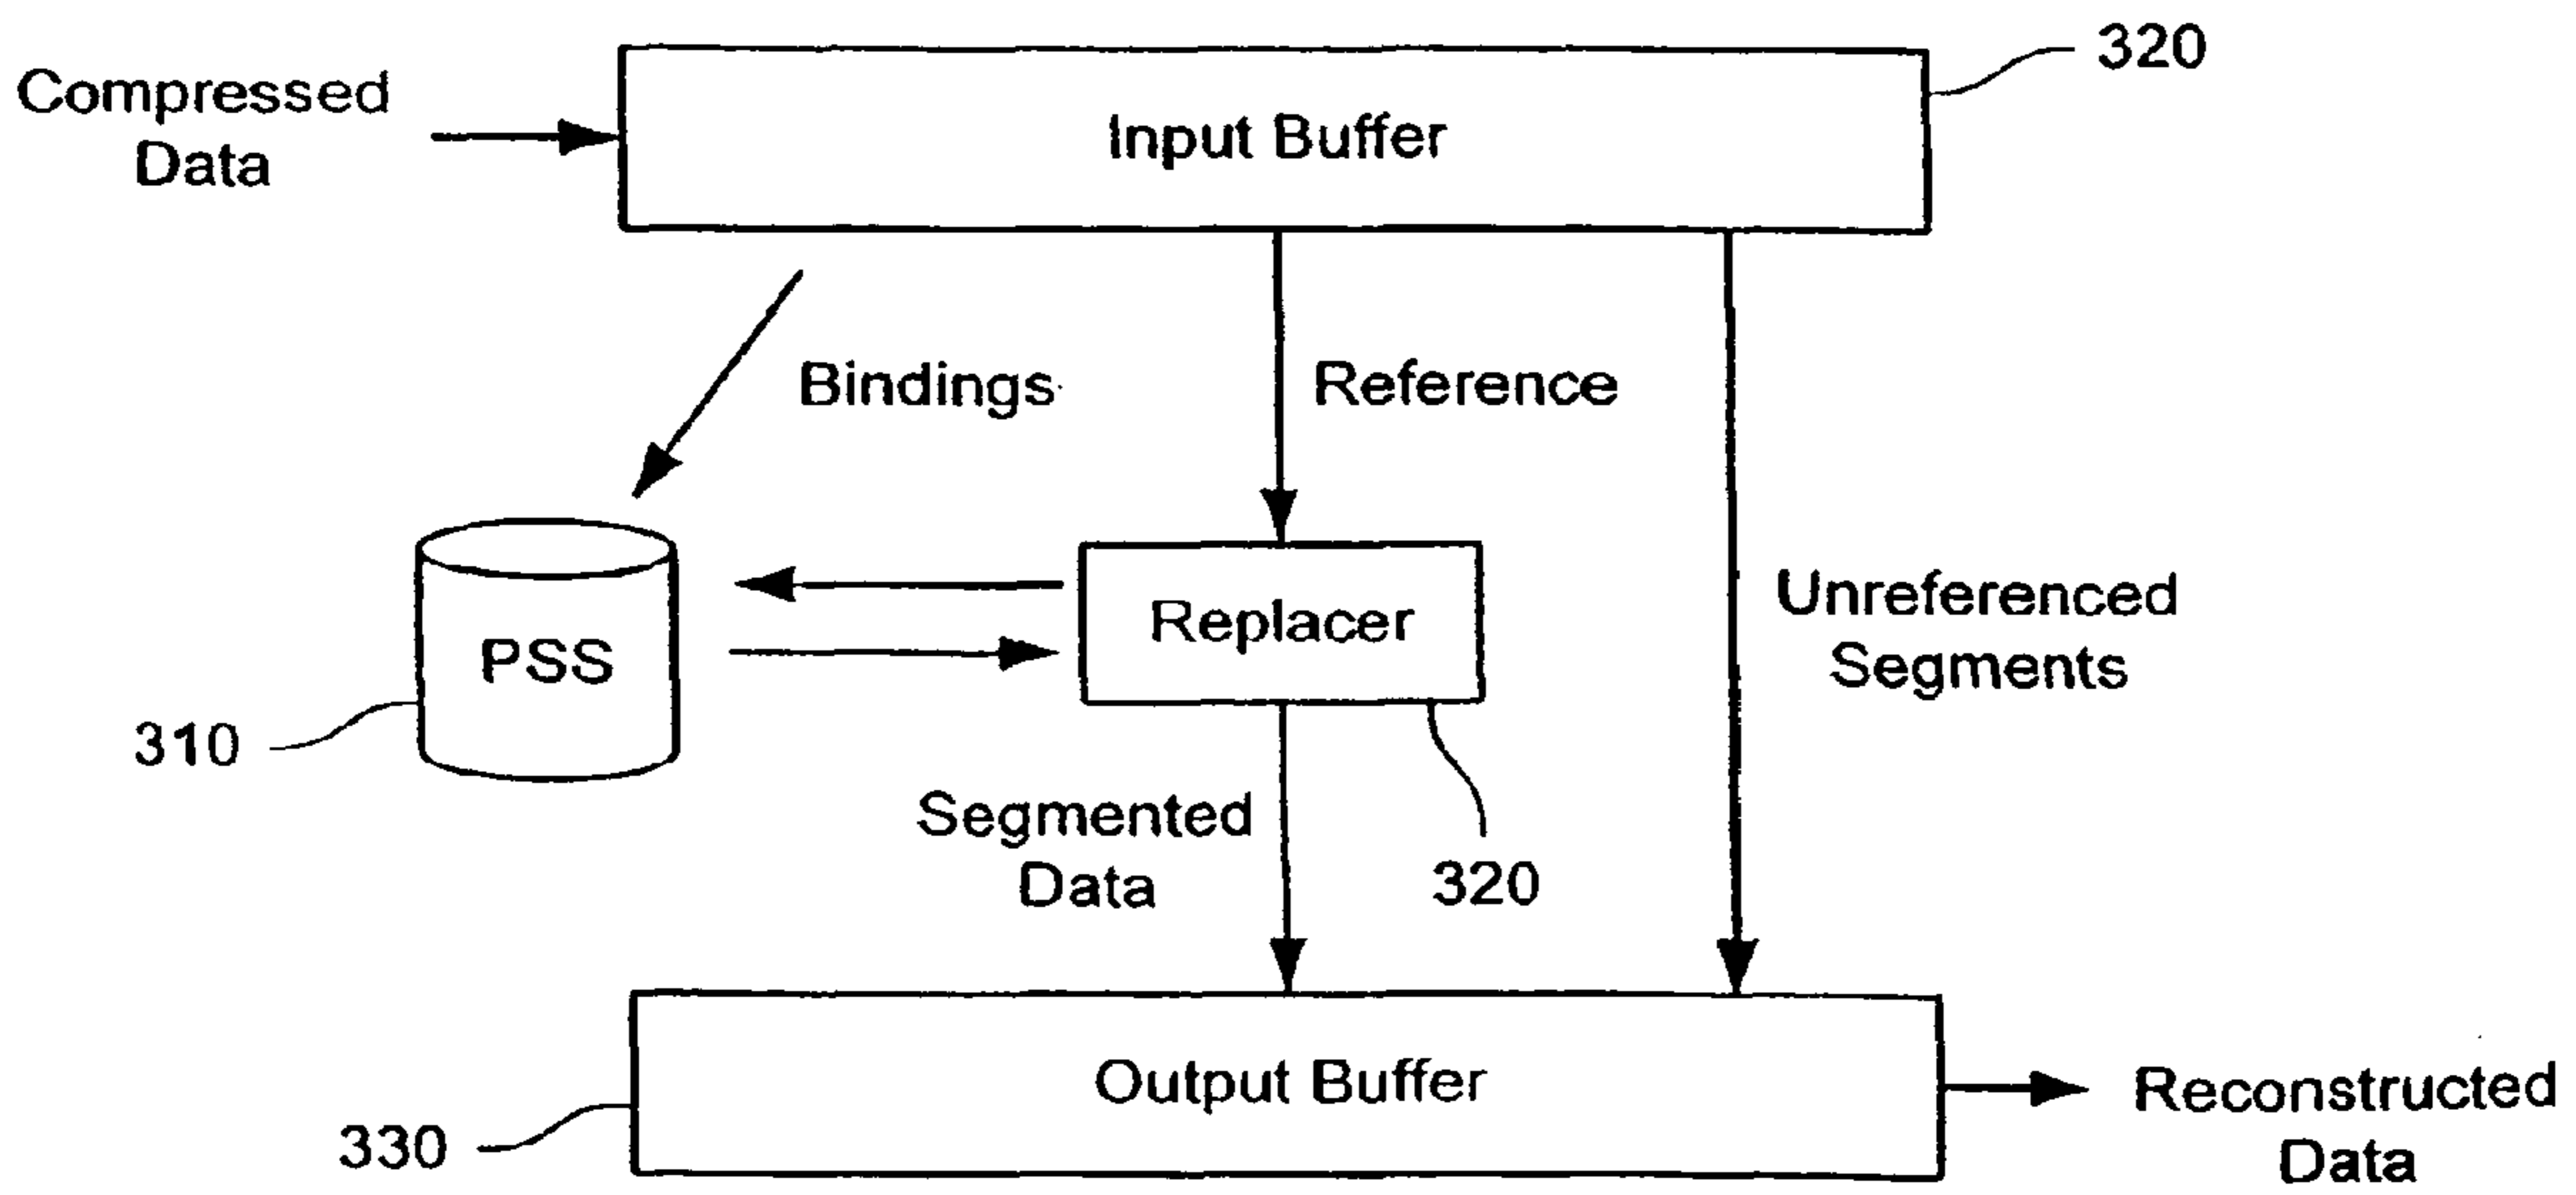 320
Compressed
Data
Input Buffer
Bindings
Reference
Unreferenced
Segments
Replacer
PSS
310
Segmented
Data
320
Output Buffer
330
Reconstructed
Data